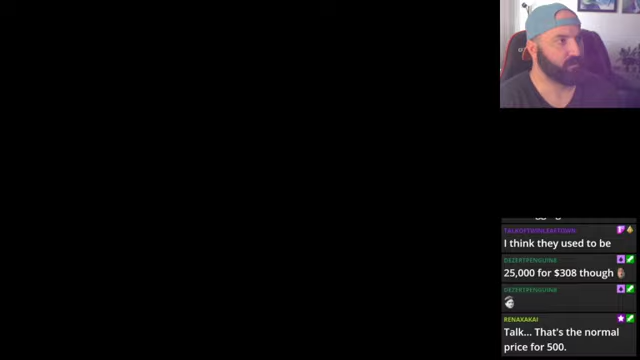 TALKOFTWINLEAFTOWN
I think they used to be
DEZERTPENGUIN8
25,000 for $308 though
DEZERTPENGUIN8
RENAXAKAI
Talk... That's the normal
price for 500.